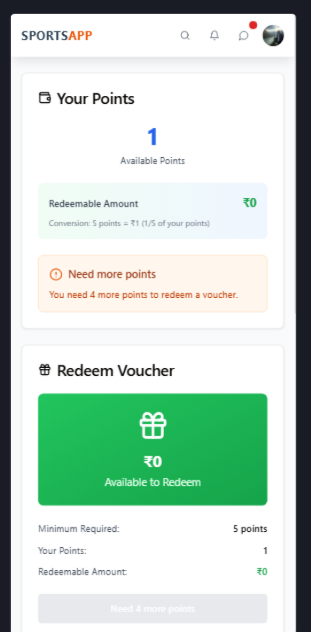 SPORTSAPP
Your Points
1
Available Points
Redeemable Amount ₹0
Conversion: 5 points = ₹1 (1/5 of your points)
Need more points
You need 4 more points to redeem a voucher.
Redeem Voucher
₹0
Available to Redeem
Minimum Required: 5 points
Your Points: 1
Redeemable Amount: ₹0
Need 4 more points